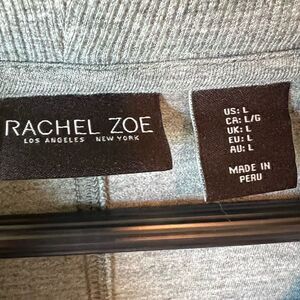 RACHEL ZOE
LOS ANGELES NEW YORK
US: L
CA: L/G
UK: L
EU: L
AU: L
MADE IN
PERU